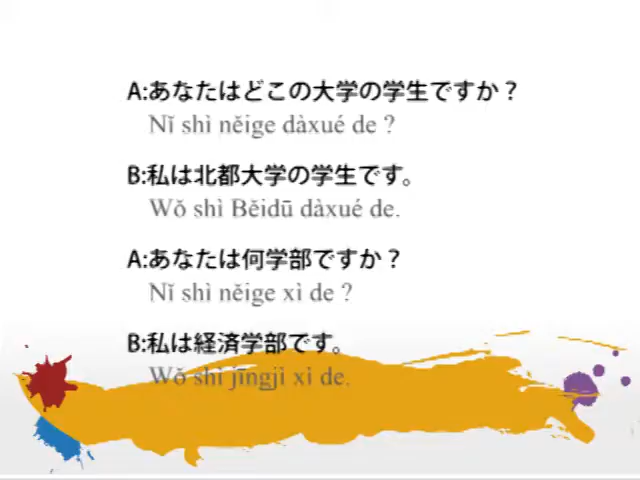 A:あなたはどこの大学の学生ですか？
Nǐ shì něige dàxué de ?
B:私は北都大学の学生です。
Wǒ shì Běidū dàxué de.
A:あなたは何学部ですか？
Nǐ shì něige xì de ?
B:私は経済学部です。
Wǒ shì jīngjì xì de.